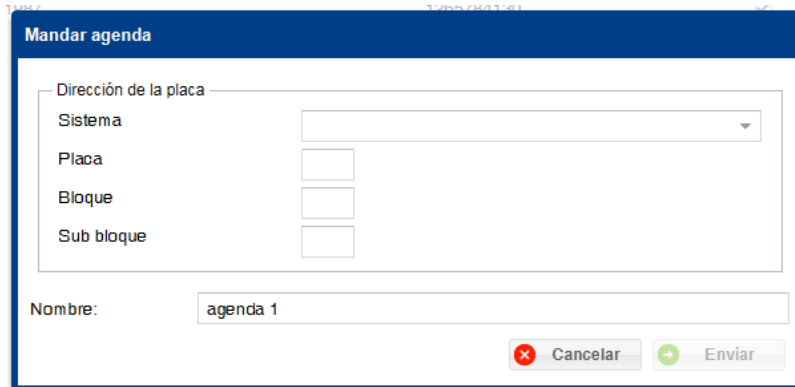 Mandar agenda
Dirección de la placa
Sistema
Placa
Bloque
Sub bloque
Nombre: agenda 1
Cancelar Enviar